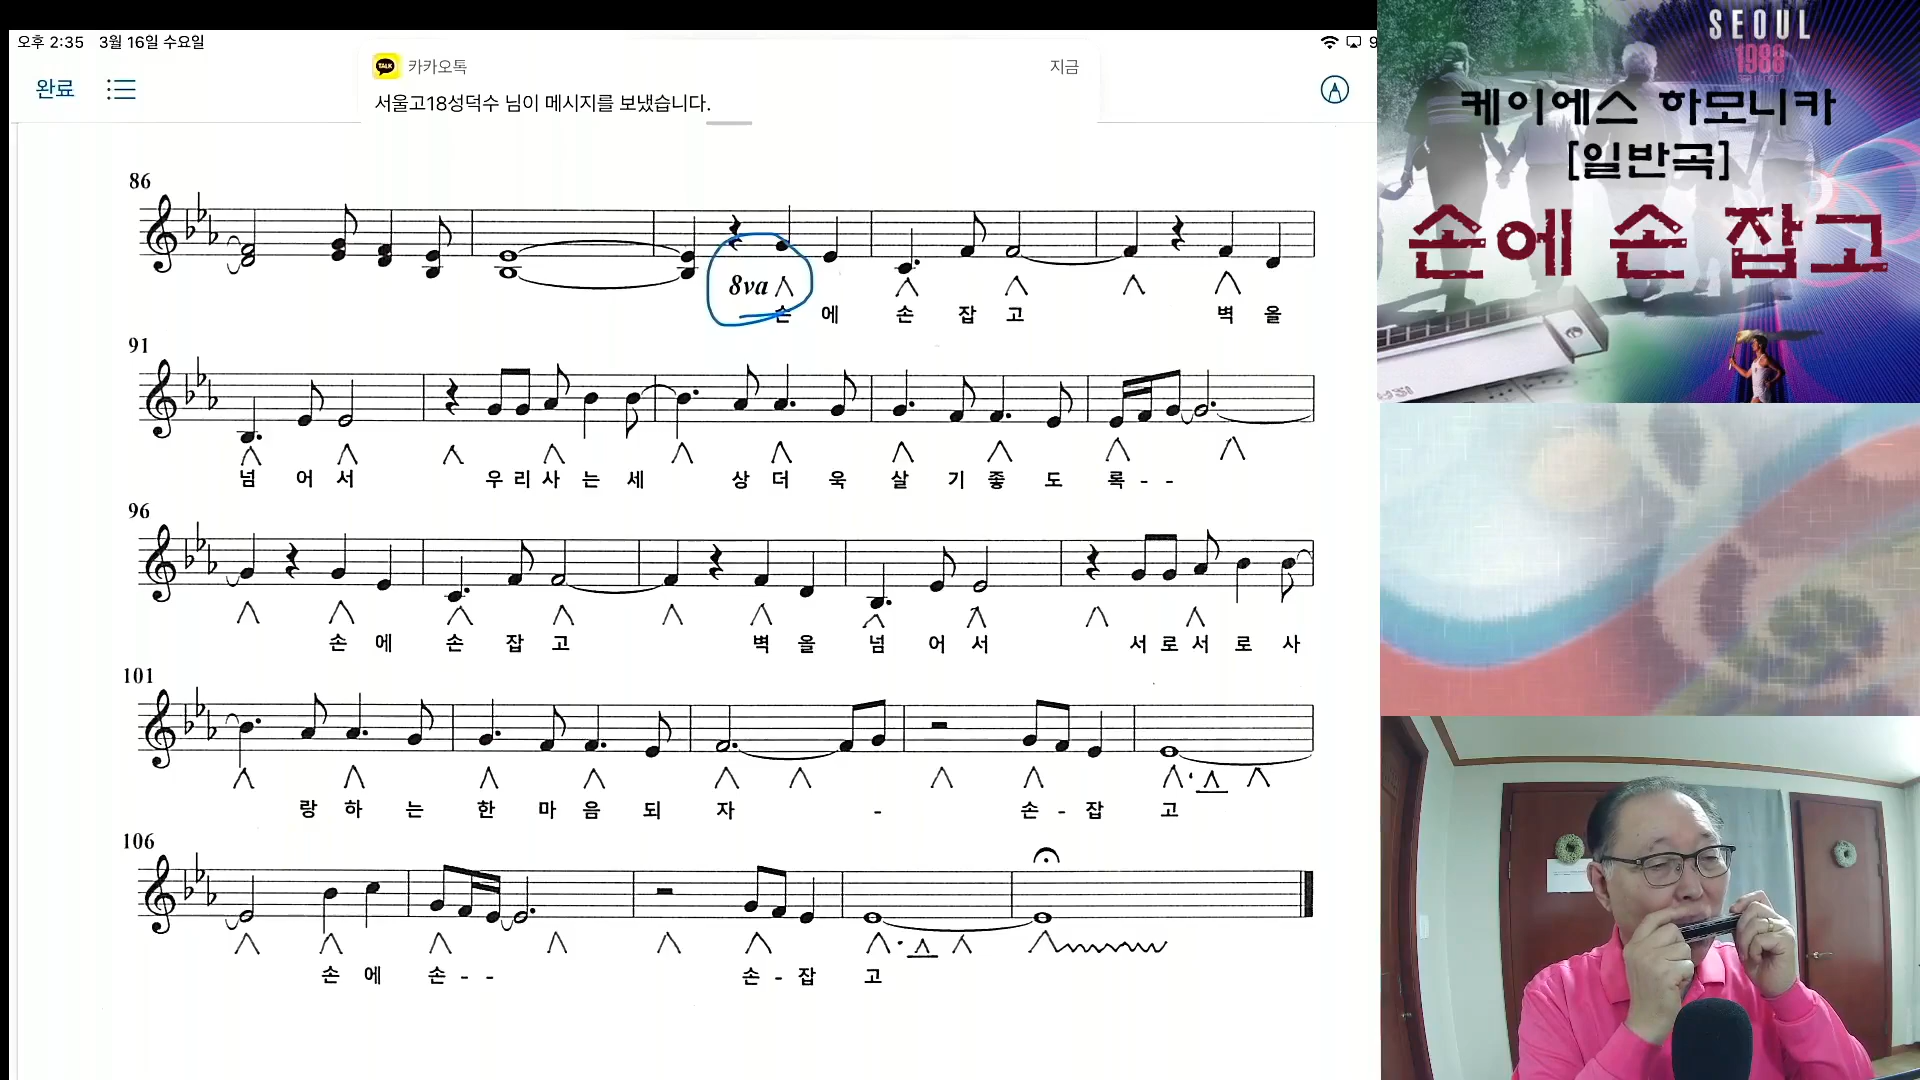 오후 2:35 3월 16일 수요일
9
완료
TALK 카카오톡 지금
서울고18성덕수 님이 메시지를 보냈습니다.
86
8va
손 에 손 잡 고 벽 을
91
넘 어 서 우 리 사 는 세 상 더 욱 살 기 좋 도 록 - -
96
손 에 손 잡 고 벽 을 넘 어 서 서 로 서 로 사
101
랑 하 는 한 마 음 되 자 - 손 - 잡 고
106
손 에 손 - - 손 - 잡 고
SEOUL
1988
케이에스 하모니카
[일반곡]
손에 손 잡고